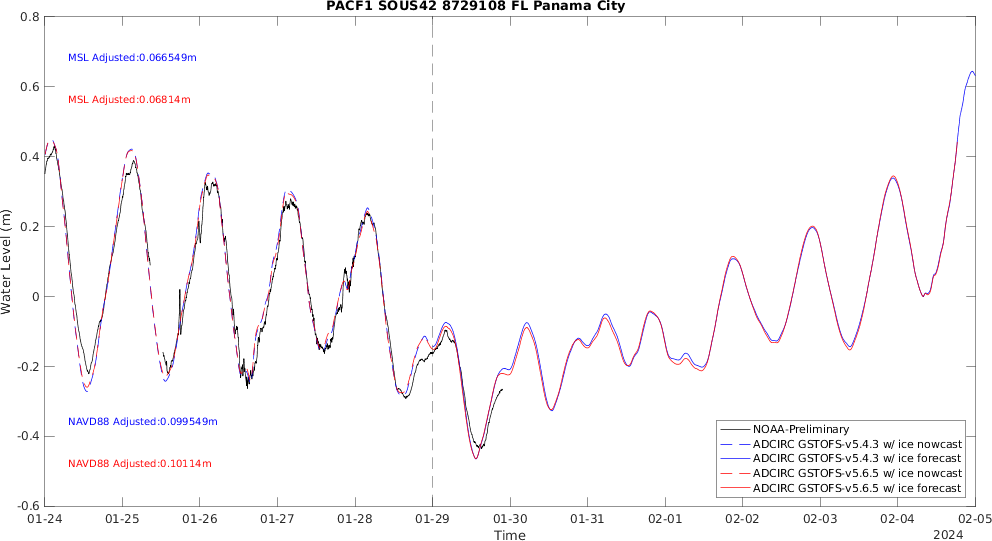 PACF1 SOUS42 8729108 FL Panama City
0.8
0.6
0.4
0.2
0
-0.2
-0.4
-0.6
Water Level (m)
MSL Adjusted:0.066549m
MSL Adjusted:0.06814m
NAVD88 Adjusted:0.099549m
NAVD88 Adjusted:0.10114m
NOAA-Preliminary
ADCIRC GSTOFS-v5.4.3 w/ ice nowcast
ADCIRC GSTOFS-v5.4.3 w/ ice forecast
ADCIRC GSTOFS-v5.6.5 w/ ice nowcast
ADCIRC GSTOFS-v5.6.5 w/ ice forecast
01-24 01-25 01-26 01-27 01-28 01-29 01-30 01-31 02-01 02-02 02-03 02-04 02-05
Time
2024